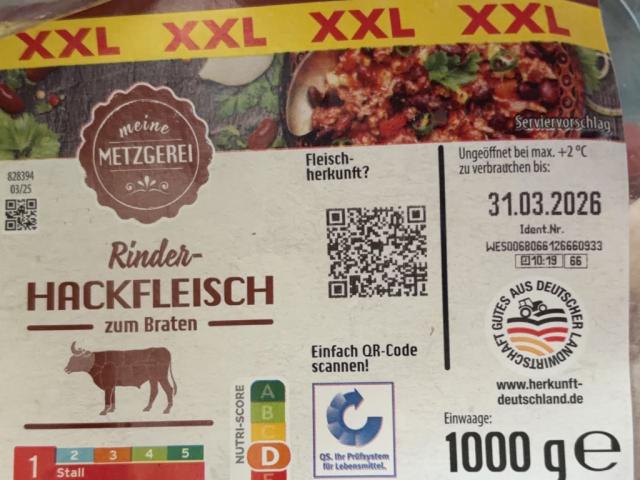 XXL XXL XXL XXL
Serviervorschlag
meine
METZGEREI
828394
03/25
Fleisch-
herkunft?
Ungeöffnet bei max. +2 °C
zu verbrauchen bis:
31.03.2026
Ident.Nr.
WES0068066126660933
10:19 66
Rinder-
HACKFLEISCH
zum Braten
Einfach QR-Code
scannen!
GUTES AUS DEUTSCHER LANDWIRTSCHAFT
www.herkunft-
deutschland.de
NUTRI-SCORE
A
B
C
D
E
QS. Ihr Prüfsystem
für Lebensmittel.
Einwaage:
1000 g e
1 2 3 4 5
Stall